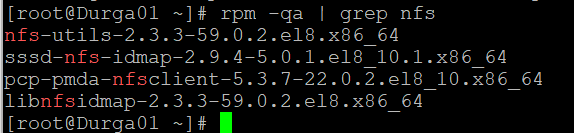 [root@Durga01 ~]# rpm -qa | grep nfs
nfs-utils-2.3.3-59.0.2.el8.x86_64
sssd-nfs-idmap-2.9.4-5.0.1.el8_10.1.x86_64
pcp-pmda-nfsclient-5.3.7-22.0.2.el8_10.x86_64
libnfsidmap-2.3.3-59.0.2.el8.x86_64
[root@Durga01 ~]#